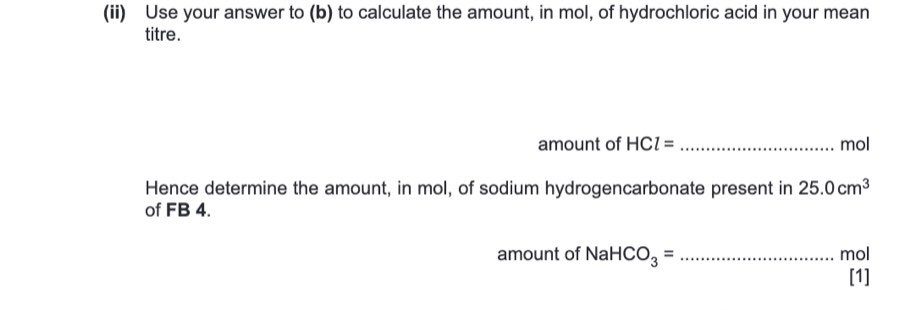 (ii) Use your answer to (b) to calculate the amount, in mol, of hydrochloric acid in your mean
titre.
amount of HCl = .............................. mol
Hence determine the amount, in mol, of sodium hydrogencarbonate present in 25.0 cm³
of FB 4.
amount of NaHCO₃ = .............................. mol
[1]